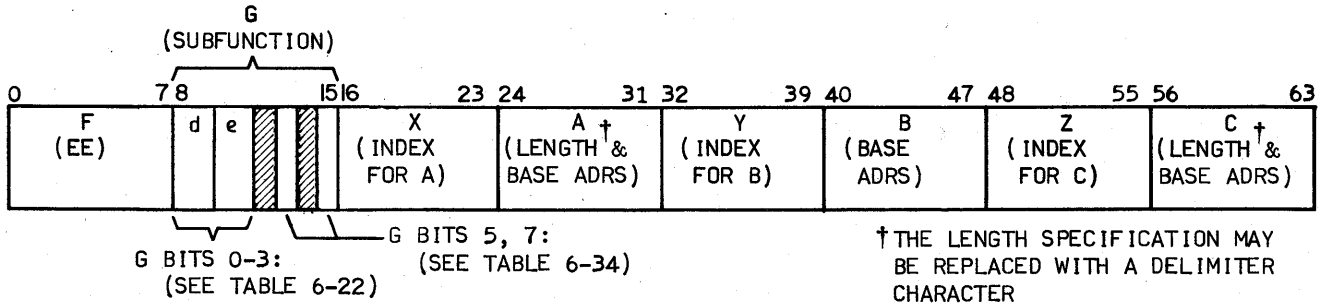 G
(SUBFUNCTION)
0 7 8 15 16 23 24 31 32 39 40 47 48 55 56 63
F
(EE)
d
e
X
(INDEX
FOR A)
A †
(LENGTH &
BASE ADRS)
Y
(INDEX
FOR B)
B
(BASE
ADRS)
Z
(INDEX
FOR C)
C †
(LENGTH &
BASE ADRS)
G BITS 0-3:
(SEE TABLE 6-22)
G BITS 5, 7:
(SEE TABLE 6-34)
† THE LENGTH SPECIFICATION MAY
BE REPLACED WITH A DELIMITER
CHARACTER